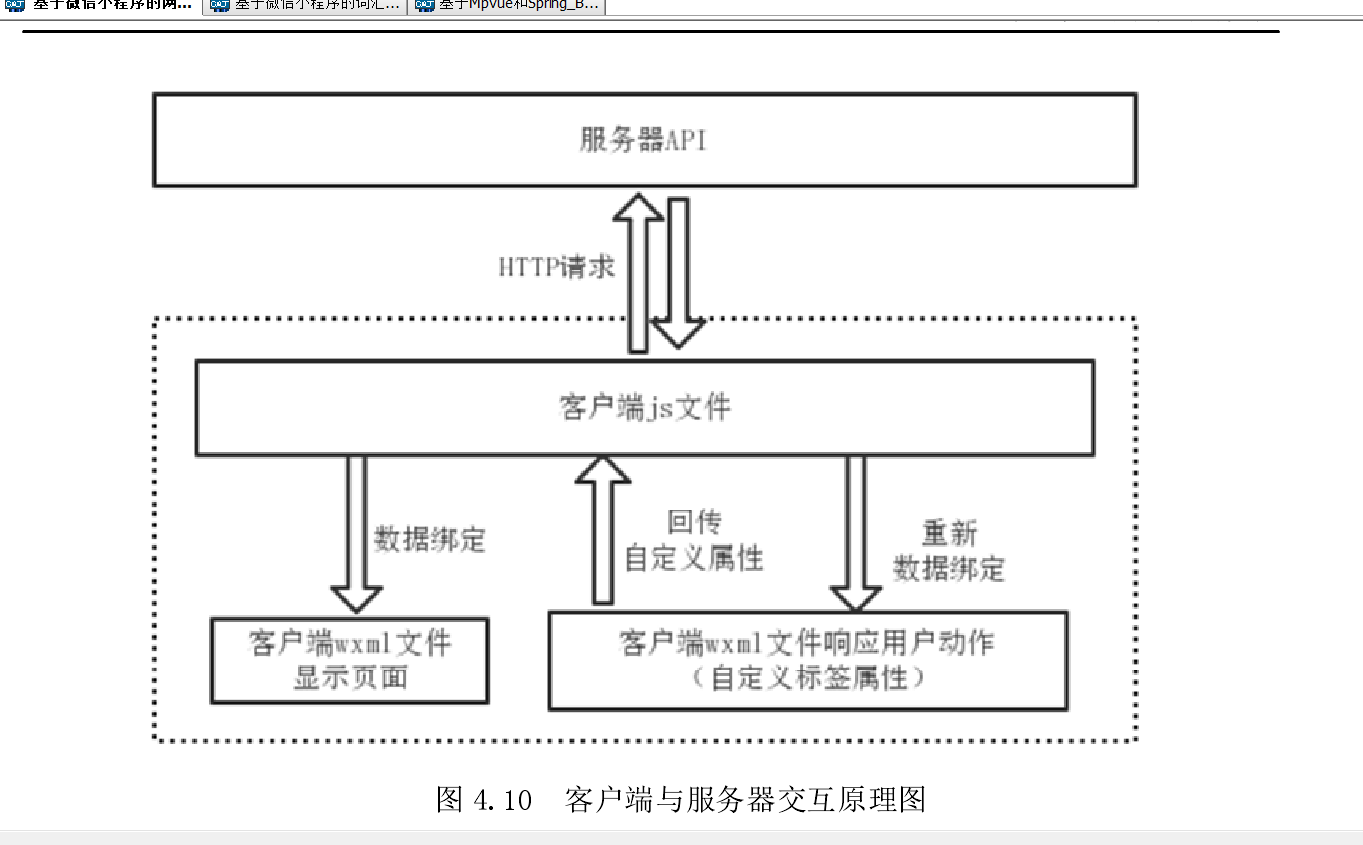 基于微信小程序的网...
基于微信小程序的词汇...
基于Mpvue和Spring_B...
服务器API
HTTP请求
客户端js文件
数据绑定
回传
自定义属性
重新
数据绑定
客户端wxml文件
显示页面
客户端wxml文件响应用户动作
（自定义标签属性）
图 4.10 客户端与服务器交互原理图